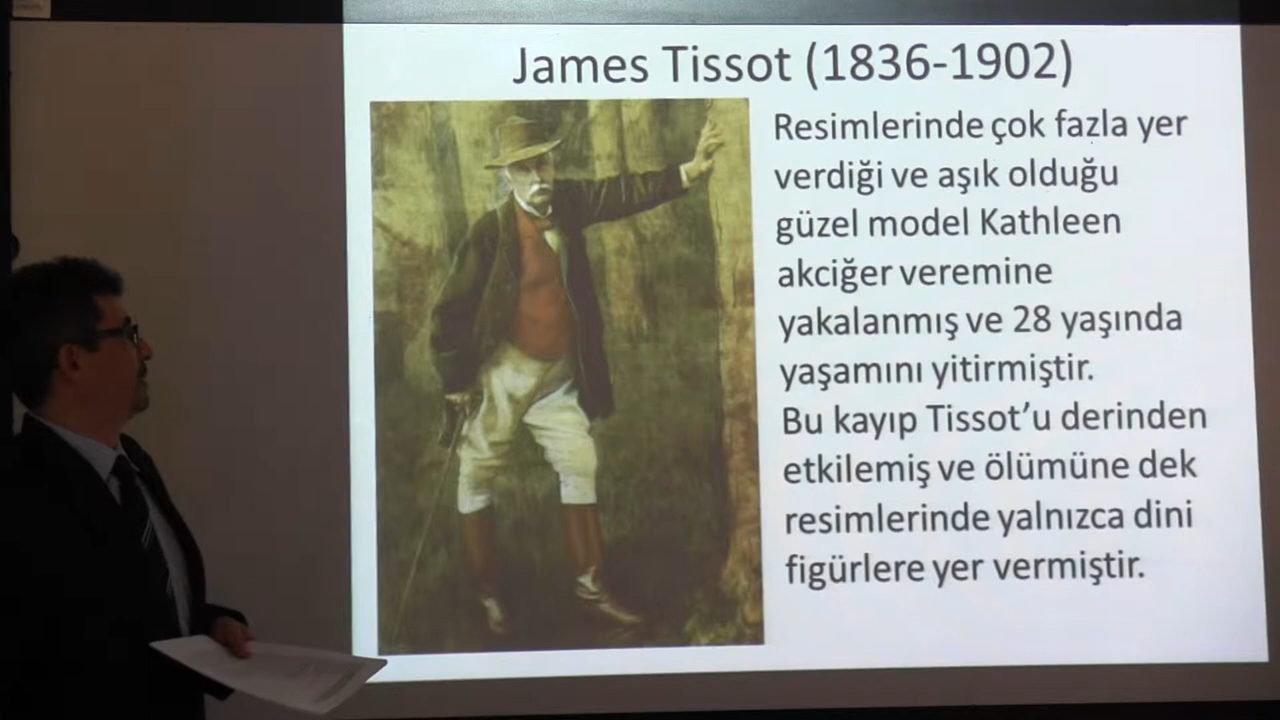 James Tissot (1836-1902)
Resimlerinde çok fazla yer
verdiği ve aşık olduğu
güzel model Kathleen
akciğer veremine
yakalanmış ve 28 yaşında
yaşamını yitirmiştir.
Bu kayıp Tissot’u derinden
etkilemiş ve ölümüne dek
resimlerinde yalnızca dini
figürlere yer vermiştir.